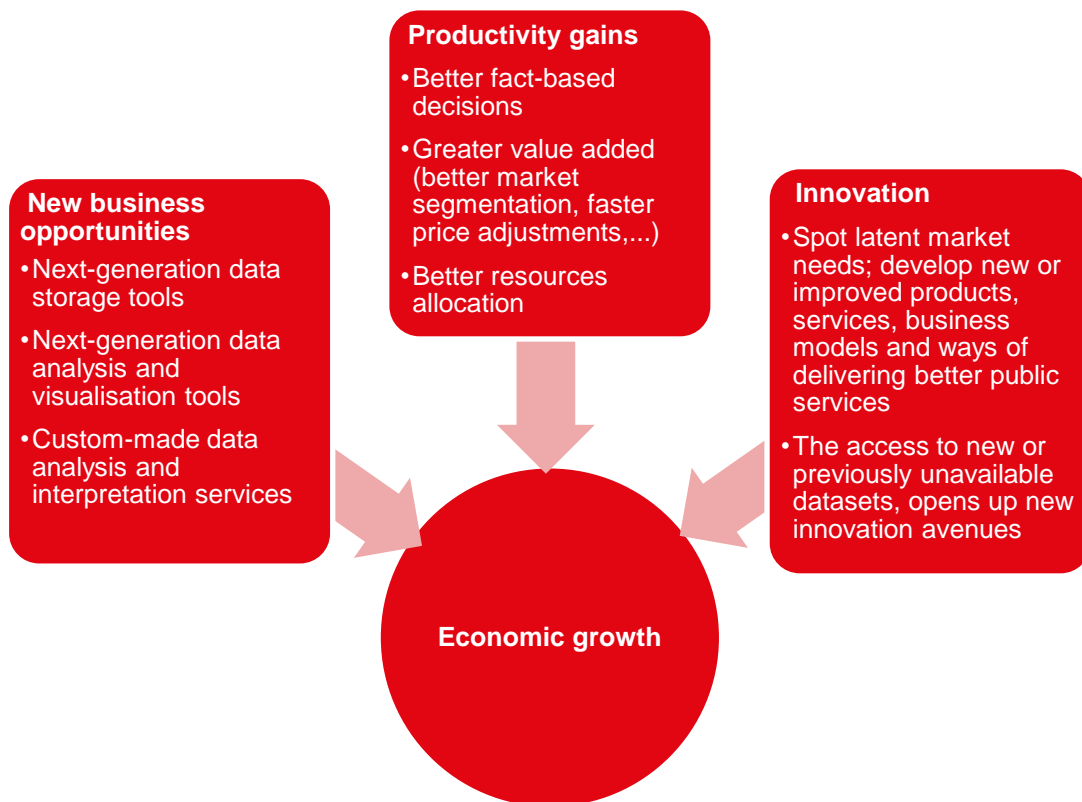 New business
opportunities
•Next-generation data
storage tools
•Next-generation data
analysis and
visualisation tools
•Custom-made data
analysis and
interpretation services
Productivity gains
•Better fact-based
decisions
•Greater value added
(better market
segmentation, faster
price adjustments,...)
•Better resources
allocation
Innovation
•Spot latent market
needs; develop new or
improved products,
services, business
models and ways of
delivering better public
services
•The access to new or
previously unavailable
datasets, opens up new
innovation avenues
Economic growth